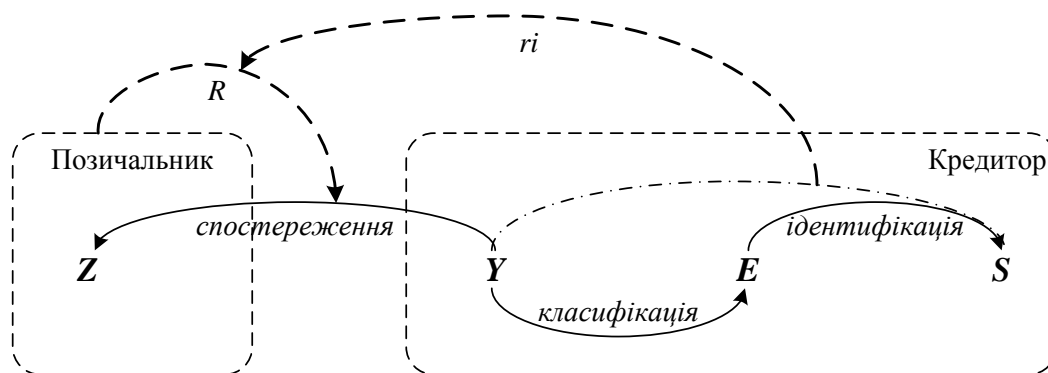 ri
R
Позичальник
Кредитор
спостереження
ідентифікація
Z
Y
E
S
класифікація